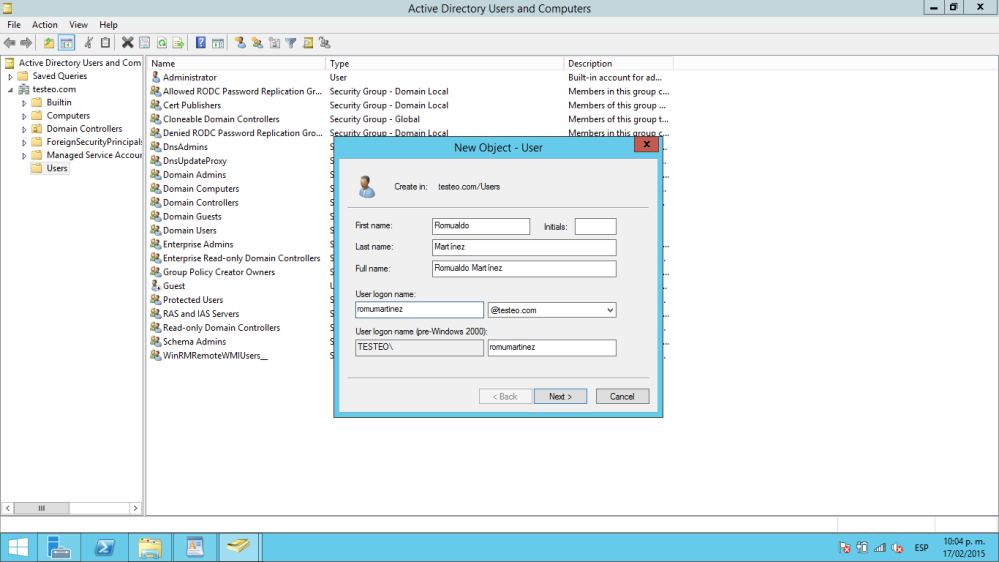 Active Directory Users and Computers
File Action View Help
Active Directory Users and Com
Saved Queries
testeo.com
Builtin
Computers
Domain Controllers
ForeignSecurityPrincipals
Managed Service Accour
Users
Name Type Description
Administrator User Built-in account for ad...
Allowed RODC Password Replication Gr... Security Group - Domain Local Members in this group c...
Cert Publishers Security Group - Domain Local Members of this group ...
Cloneable Domain Controllers Security Group - Global Members of this group t...
Denied RODC Password Replication Gr... Security Group - Domain Local Members in this group c...
DnsAdmins
DnsUpdateProxy
Domain Admins
Domain Computers
Domain Controllers
Domain Guests
Domain Users
Enterprise Admins
Enterprise Read-only Domain Controllers
Group Policy Creator Owners
Guest
Protected Users
RAS and IAS Servers
Read-only Domain Controllers
Schema Admins
WinRMRemoteWMIUsers__
New Object - User
Create in: testeo.com/Users
First name: Romualdo Initials:
Last name: Martínez
Full name: Romualdo Martínez
User logon name:
romumartinez @testeo.com
User logon name (pre-Windows 2000):
TESTEO\ romumartinez
< Back Next > Cancel
ESP
10:04 p. m.
17/02/2015